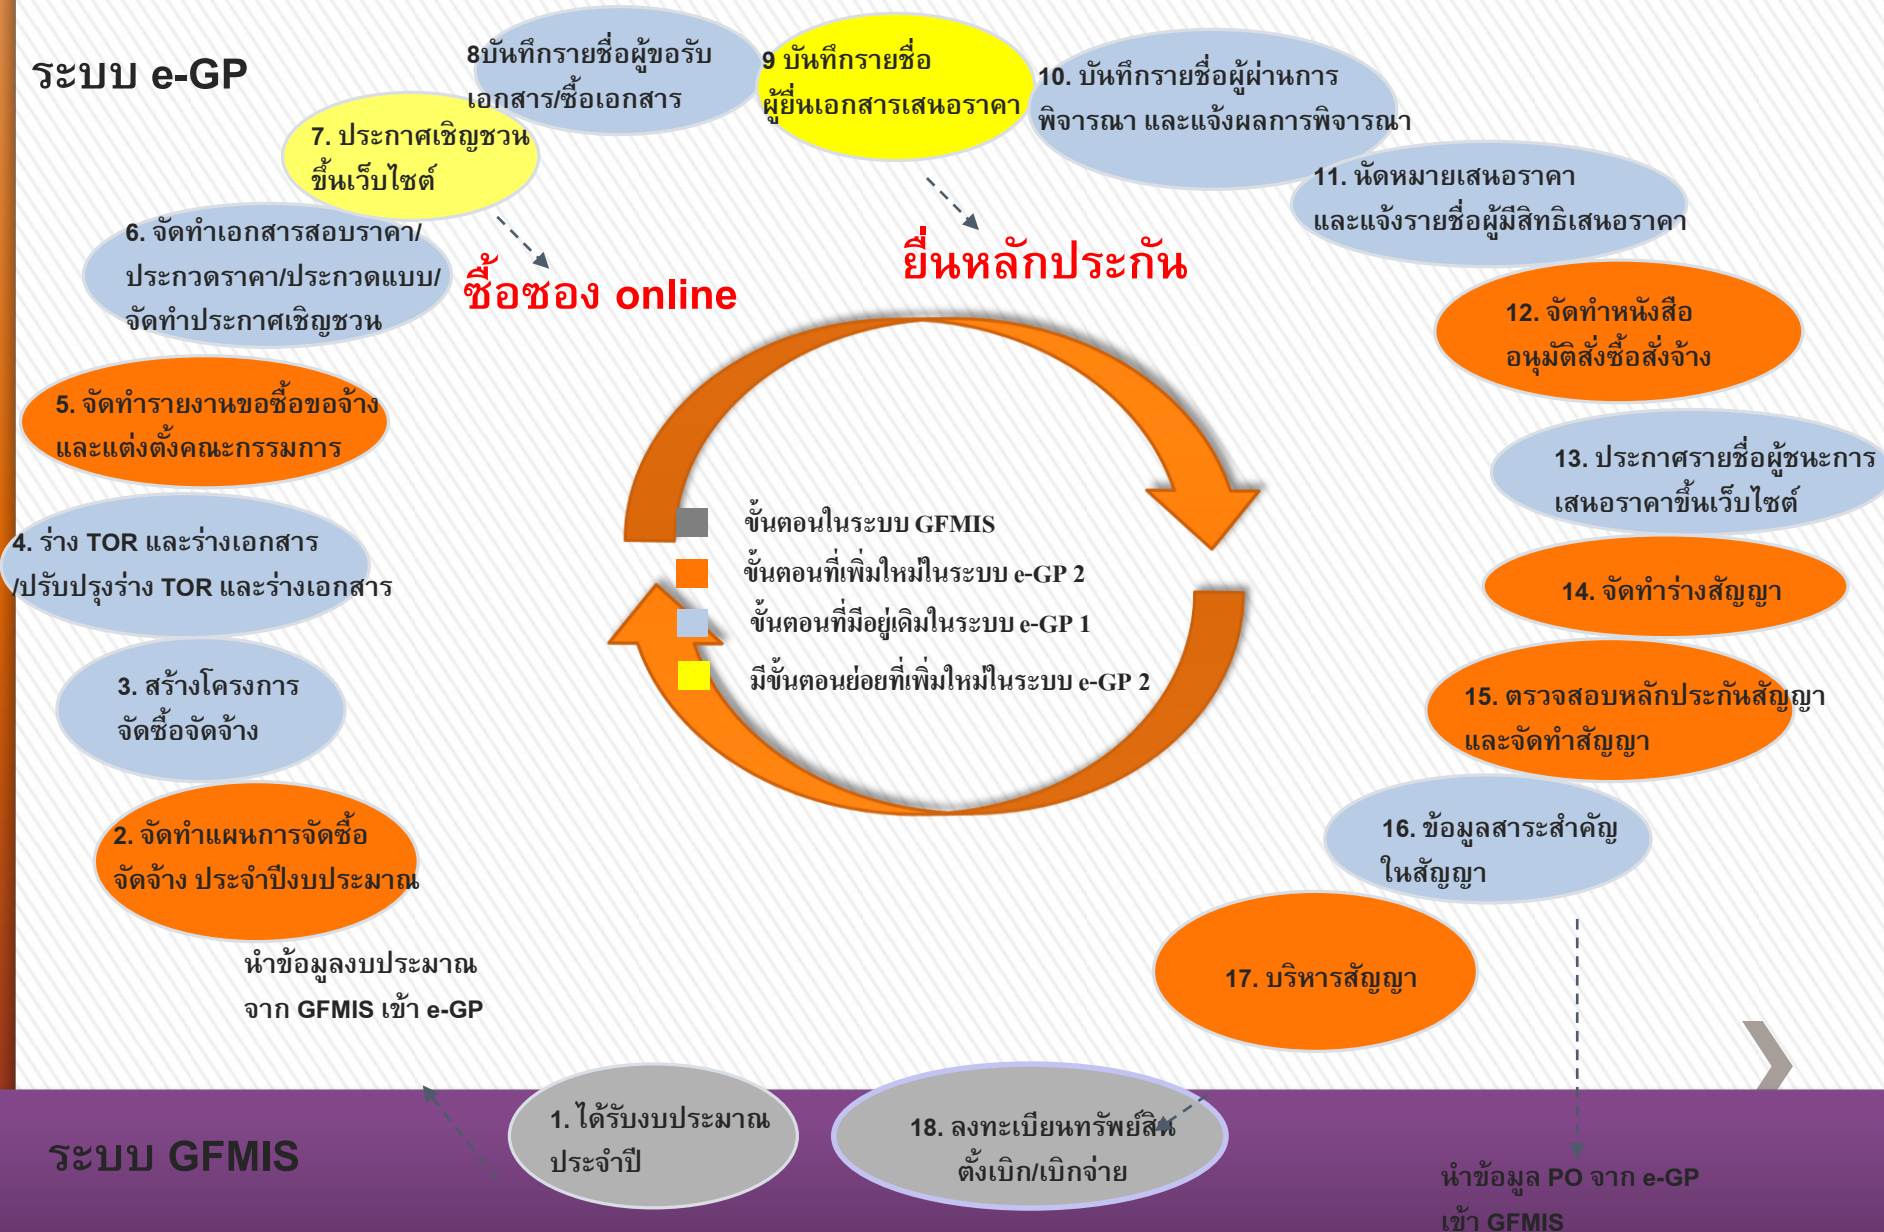 ระบบ e-GP
8บันทึกรายชื่อผู้ขอรับ
เอกสาร/ซื้อเอกสาร
9 บันทึกรายชื่อ
ผู้ยื่นเอกสารเสนอราคา
10. บันทึกรายชื่อผู้ผ่านการ
พิจารณา และแจ้งผลการพิจารณา
7. ประกาศเชิญชวน
ขึ้นเว็บไซต์
11. นัดหมายเสนอราคา
และแจ้งรายชื่อผู้มีสิทธิเสนอราคา
6. จัดทำเอกสารสอบราคา/
ประกวดราคา/ประกวดแบบ/
จัดทำประกาศเชิญชวน
ซื้อซอง online
ยื่นหลักประกัน
12. จัดทำหนังสือ
อนุมัติสั่งซื้อสั่งจ้าง
5. จัดทำรายงานขอซื้อขอจ้าง
และแต่งตั้งคณะกรรมการ
13. ประกาศรายชื่อผู้ชนะการ
เสนอราคาขึ้นเว็บไซต์
4. ร่าง TOR และร่างเอกสาร
/ปรับปรุงร่าง TOR และร่างเอกสาร
ขั้นตอนในระบบ GFMIS
ขั้นตอนที่เพิ่มใหม่ในระบบ e-GP 2
ขั้นตอนที่มีอยู่เดิมในระบบ e-GP 1
มีขั้นตอนย่อยที่เพิ่มใหม่ในระบบ e-GP 2
14. จัดทำร่างสัญญา
3. สร้างโครงการ
จัดซื้อจัดจ้าง
15. ตรวจสอบหลักประกันสัญญา
และจัดทำสัญญา
2. จัดทำแผนการจัดซื้อ
จัดจ้าง ประจำปีงบประมาณ
16. ข้อมูลสาระสำคัญ
ในสัญญา
นำข้อมูลงบประมาณ
จาก GFMIS เข้า e-GP
17. บริหารสัญญา
ระบบ GFMIS
1. ได้รับงบประมาณ
ประจำปี
18. ลงทะเบียนทรัพย์สิน
ตั้งเบิก/เบิกจ่าย
นำข้อมูล PO จาก e-GP
เข้า GFMIS